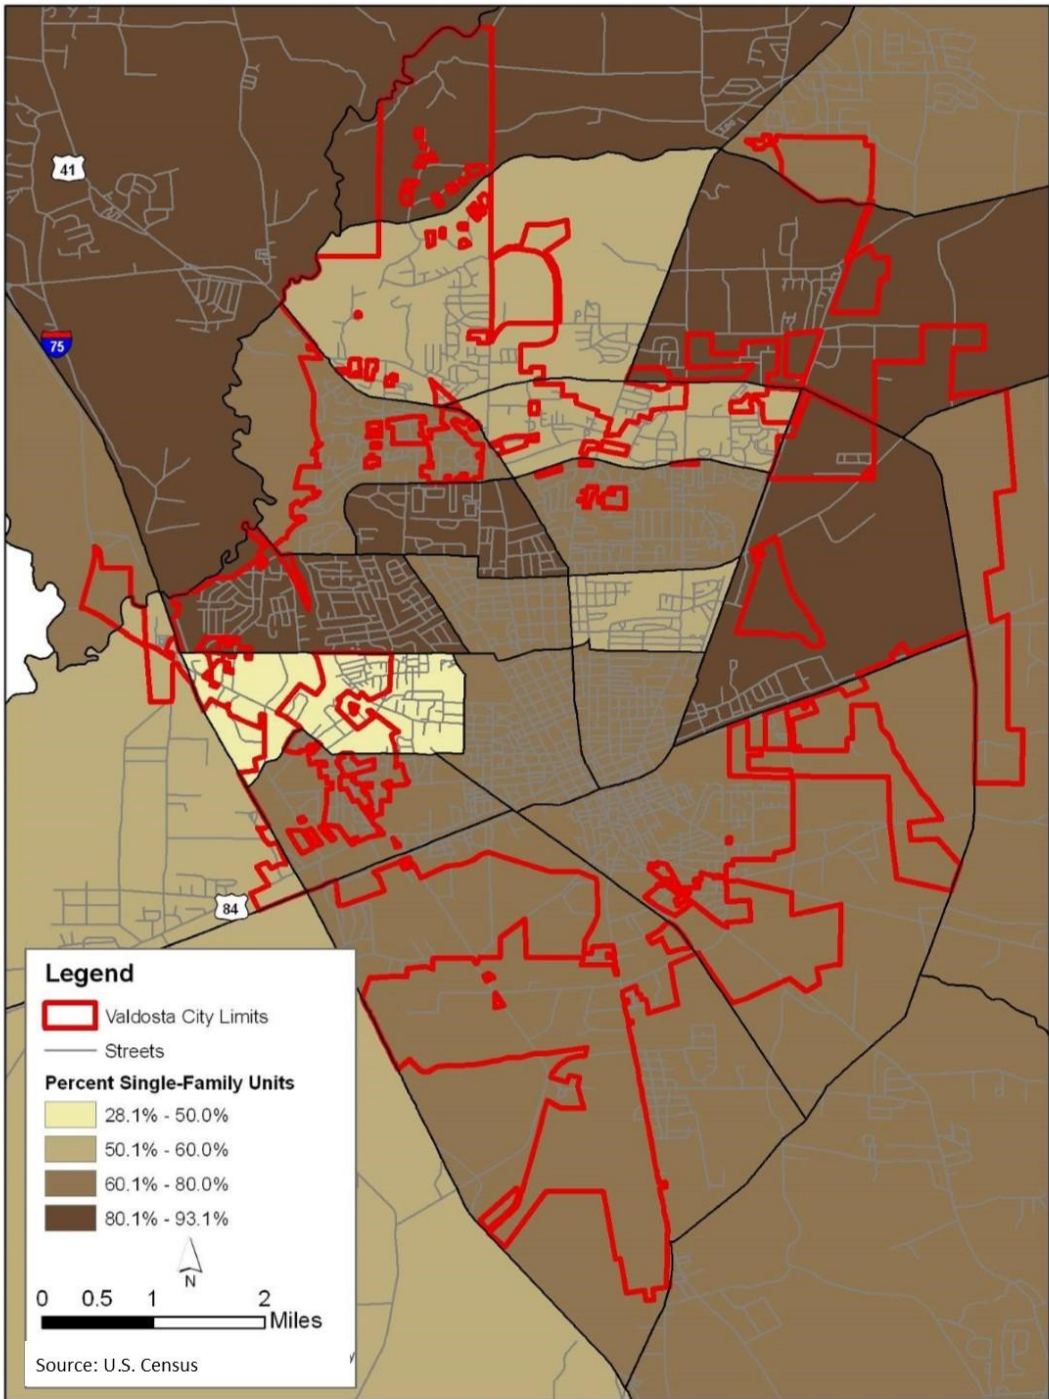 41
75
84
Legend
Valdosta City Limits
Streets
Percent Single-Family Units
28.1% - 50.0%
50.1% - 60.0%
60.1% - 80.0%
80.1% - 93.1%
N
0 0.5 1 2
Miles
Source: U.S. Census
y